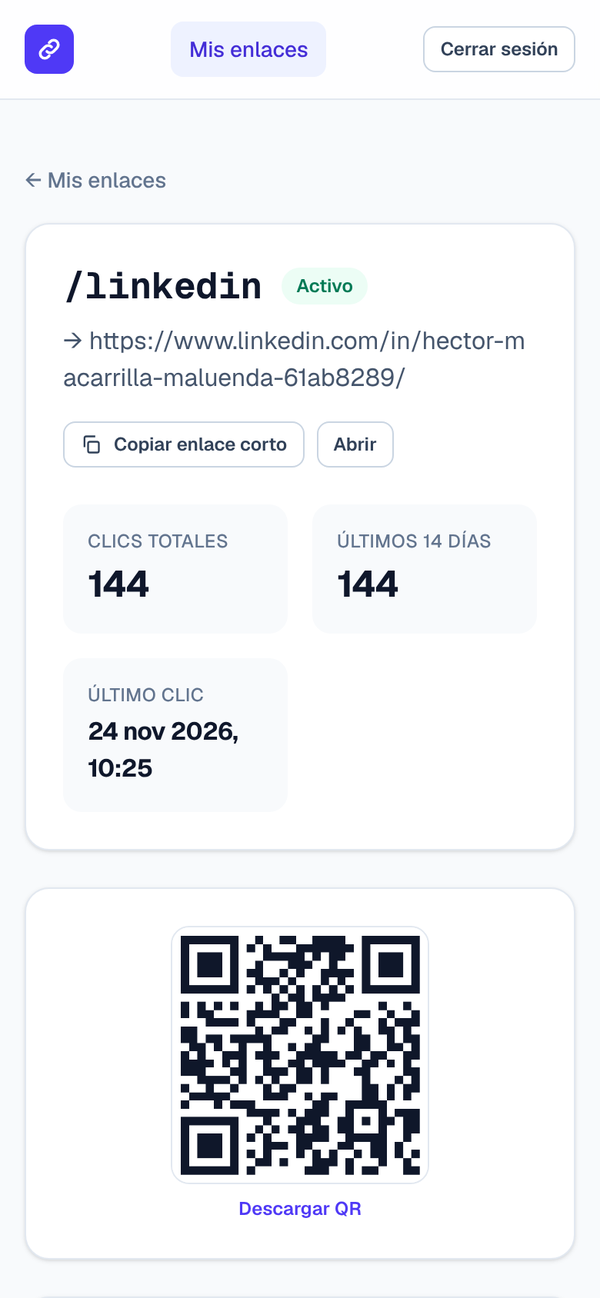 Mis enlaces
Cerrar sesión
← Mis enlaces
/linkedin
Activo
→ https://www.linkedin.com/in/hector-m
acarrilla-maluenda-61ab8289/
Copiar enlace corto
Abrir
CLICS TOTALES
144
ÚLTIMOS 14 DÍAS
144
ÚLTIMO CLIC
24 nov 2026,
10:25
Descargar QR